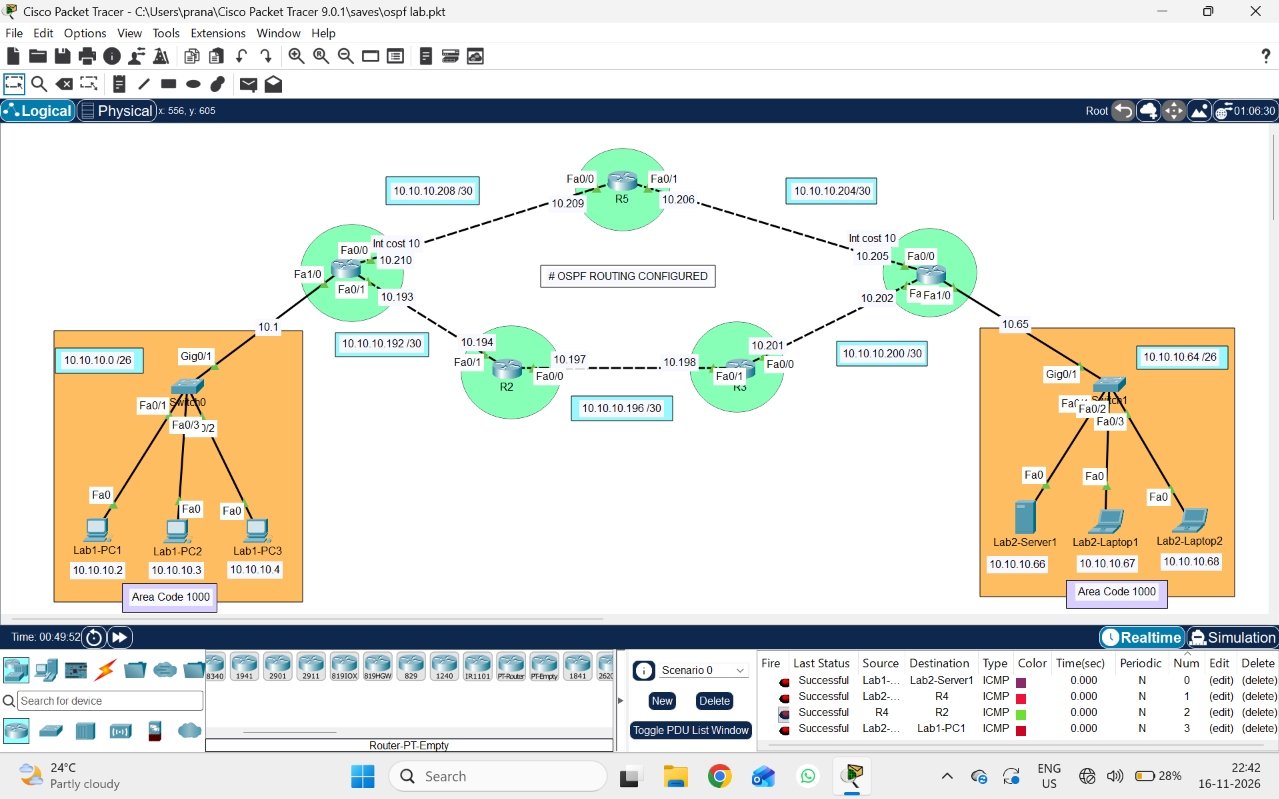 Cisco Packet Tracer - C:\Users\prana\Cisco Packet Tracer 9.0.1\saves\ospf lab.pkt
File Edit Options View Tools Extensions Window Help
Logical Physical x: 556, y: 605 Root 01:06:30
10.10.10.208 /30
Fa0/0 Fa0/1
R5
10.209 10.206
10.10.10.204/30
Int cost 10
Fa0/0
10.210
Fa1/0
Fa0/1
10.193
# OSPF ROUTING CONFIGURED
Int cost 10
10.205 Fa0/0
Fa1/0
10.202
10.1
10.65
10.10.10.192 /30
10.194
Fa0/1
10.197
Fa0/0
R2
10.10.10.196 /30
10.198
10.201
Fa0/0
Fa0/1
R3
10.10.10.200 /30
10.10.10.0 /26
Gig0/1
Switch0
Fa0/1
Fa0/3
Fa0
Fa0
Fa0
Lab1-PC1 Lab1-PC2 Lab1-PC3
10.10.10.2 10.10.10.3 10.10.10.4
Area Code 1000
10.10.10.64 /26
Gig0/1
Fa0/2
Fa0/3
Fa0
Fa0
Fa0
Lab2-Server1 Lab2-Laptop1 Lab2-Laptop2
10.10.10.66 10.10.10.67 10.10.10.68
Area Code 1000
Time: 00:49:52 Realtime Simulation
8340 1941 2901 2911 819IOX 819HGW 829 1240 IR1101 PT-Router PT-Empty 1841
Search for device
Router-PT-Empty
Scenario 0
New Delete
Toggle PDU List Window
Fire Last Status Source Destination Type Color Time(sec) Periodic Num Edit Delete
Successful Lab1-... Lab2-Server1 ICMP 0.000 N 0 (edit) (delete)
Successful Lab2-... R4 ICMP 0.000 N 1 (edit) (delete)
Successful R4 R2 ICMP 0.000 N 2 (edit) (delete)
Successful Lab2-... Lab1-PC1 ICMP 0.000 N 3 (edit) (delete)
24°C
Partly cloudy
Search
ENG
US
28%
22:42
16-11-2026